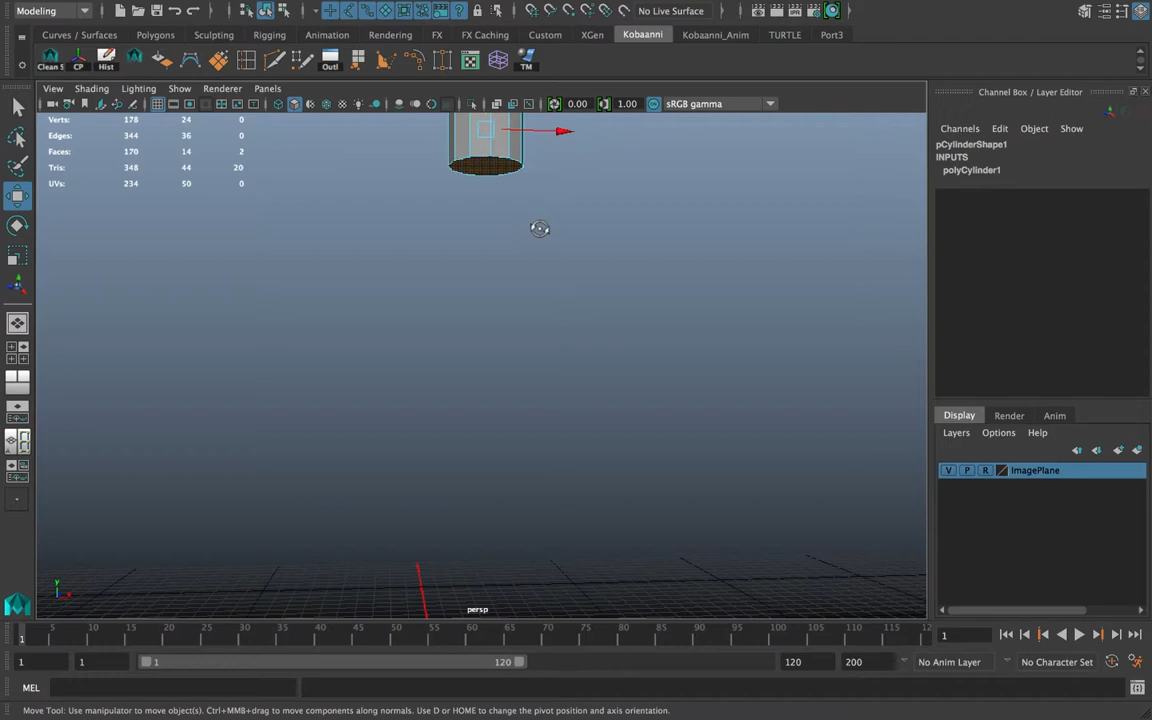 Modeling
No Live Surface
Curves / Surfaces Polygons Sculpting Rigging Animation Rendering FX FX Caching Custom XGen Kobaanni Kobaanni_Anim TURTLE Port3
Clean S CP Hist Outl TM
View Shading Lighting Show Renderer Panels
0.00 1.00 sRGB gamma
Verts: 178 24 0
Edges: 344 36 0
Faces: 170 14 2
Tris: 348 44 20
UVs: 234 50 0
y
x
persp
Channel Box / Layer Editor
Channels Edit Object Show
pCylinderShape1
INPUTS
polyCylinder1
Display Render Anim
Layers Options Help
V P R ImagePlane
1 5 10 15 20 25 30 35 40 45 50 55 60 65 70 75 80 85 90 95 100 105 110 115 12
1
1 1 1 120 120 200 No Anim Layer No Character Set
MEL
Move Tool: Use manipulator to move object(s). Ctrl+MMB+drag to move components along normals. Use D or HOME to change the pivot position and axis orientation.